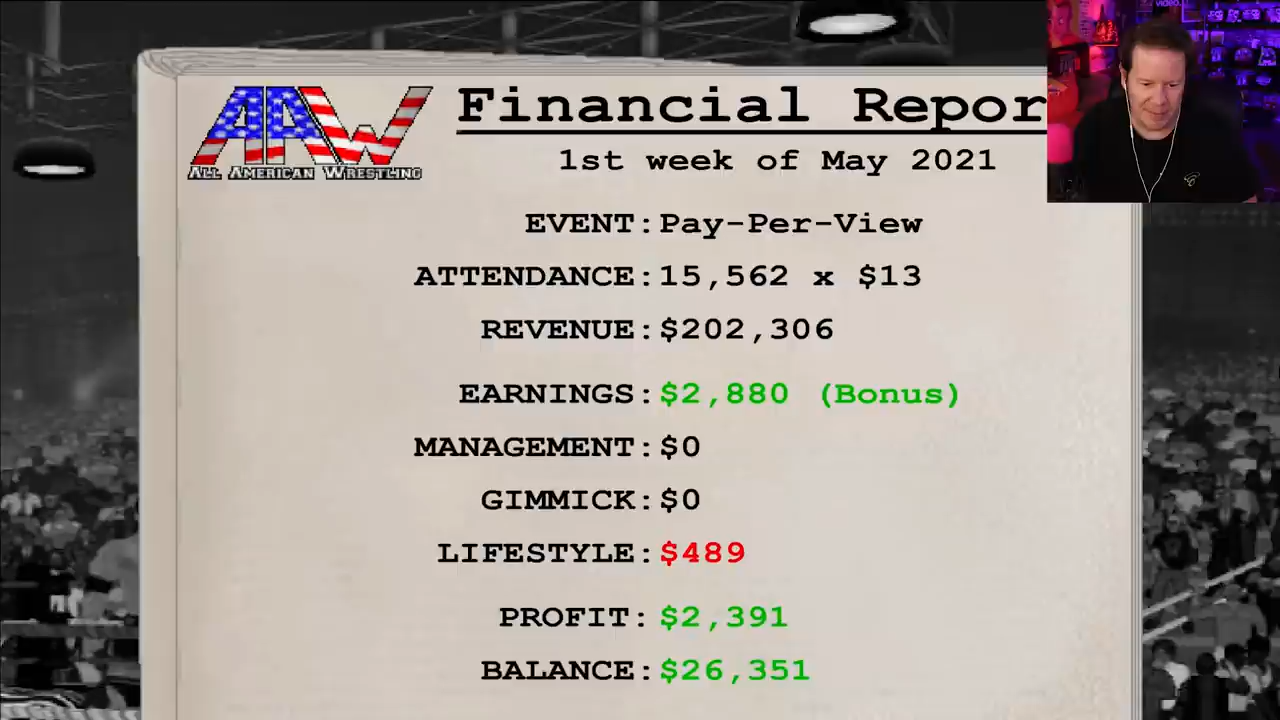 AAW
ALL AMERICAN WRESTLING
Financial Repor
1st week of May 2021
EVENT: Pay-Per-View
ATTENDANCE: 15,562 x $13
REVENUE: $202,306
EARNINGS: $2,880 (Bonus)
MANAGEMENT: $0
GIMMICK: $0
LIFESTYLE: $489
PROFIT: $2,391
BALANCE: $26,351
video